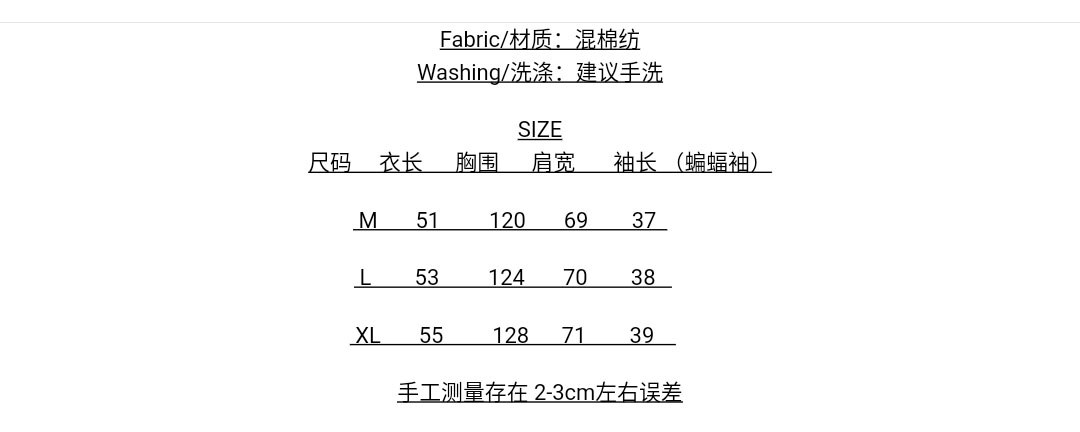 Fabric/材质：混棉纺
Washing/洗涤：建议手洗
SIZE
尺码 衣长 胸围 肩宽 袖长 （蝙蝠袖）
M 51 120 69 37
L 53 124 70 38
XL 55 128 71 39
手工测量存在 2-3cm左右误差